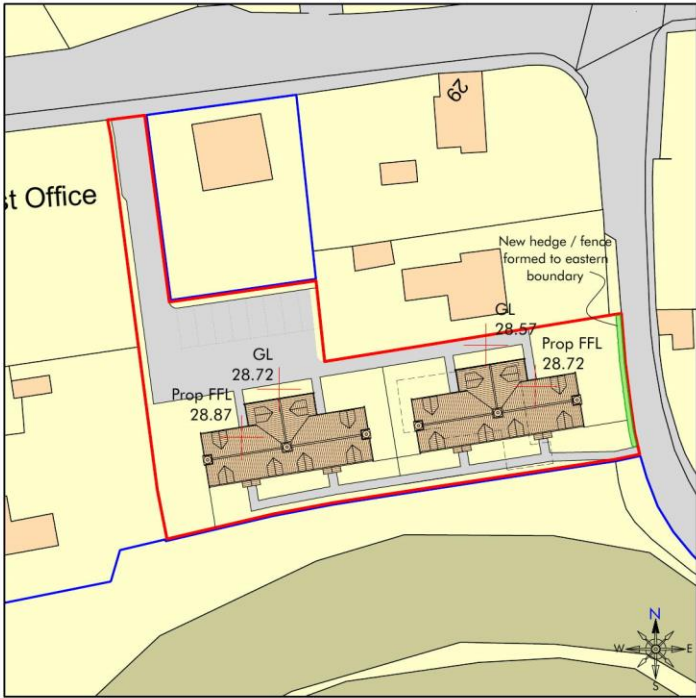 29
st Office
New hedge / fence
formed to eastern
boundary
GL
28.57
Prop FFL
28.72
GL
28.72
Prop FFL
28.87
N
W
E
S